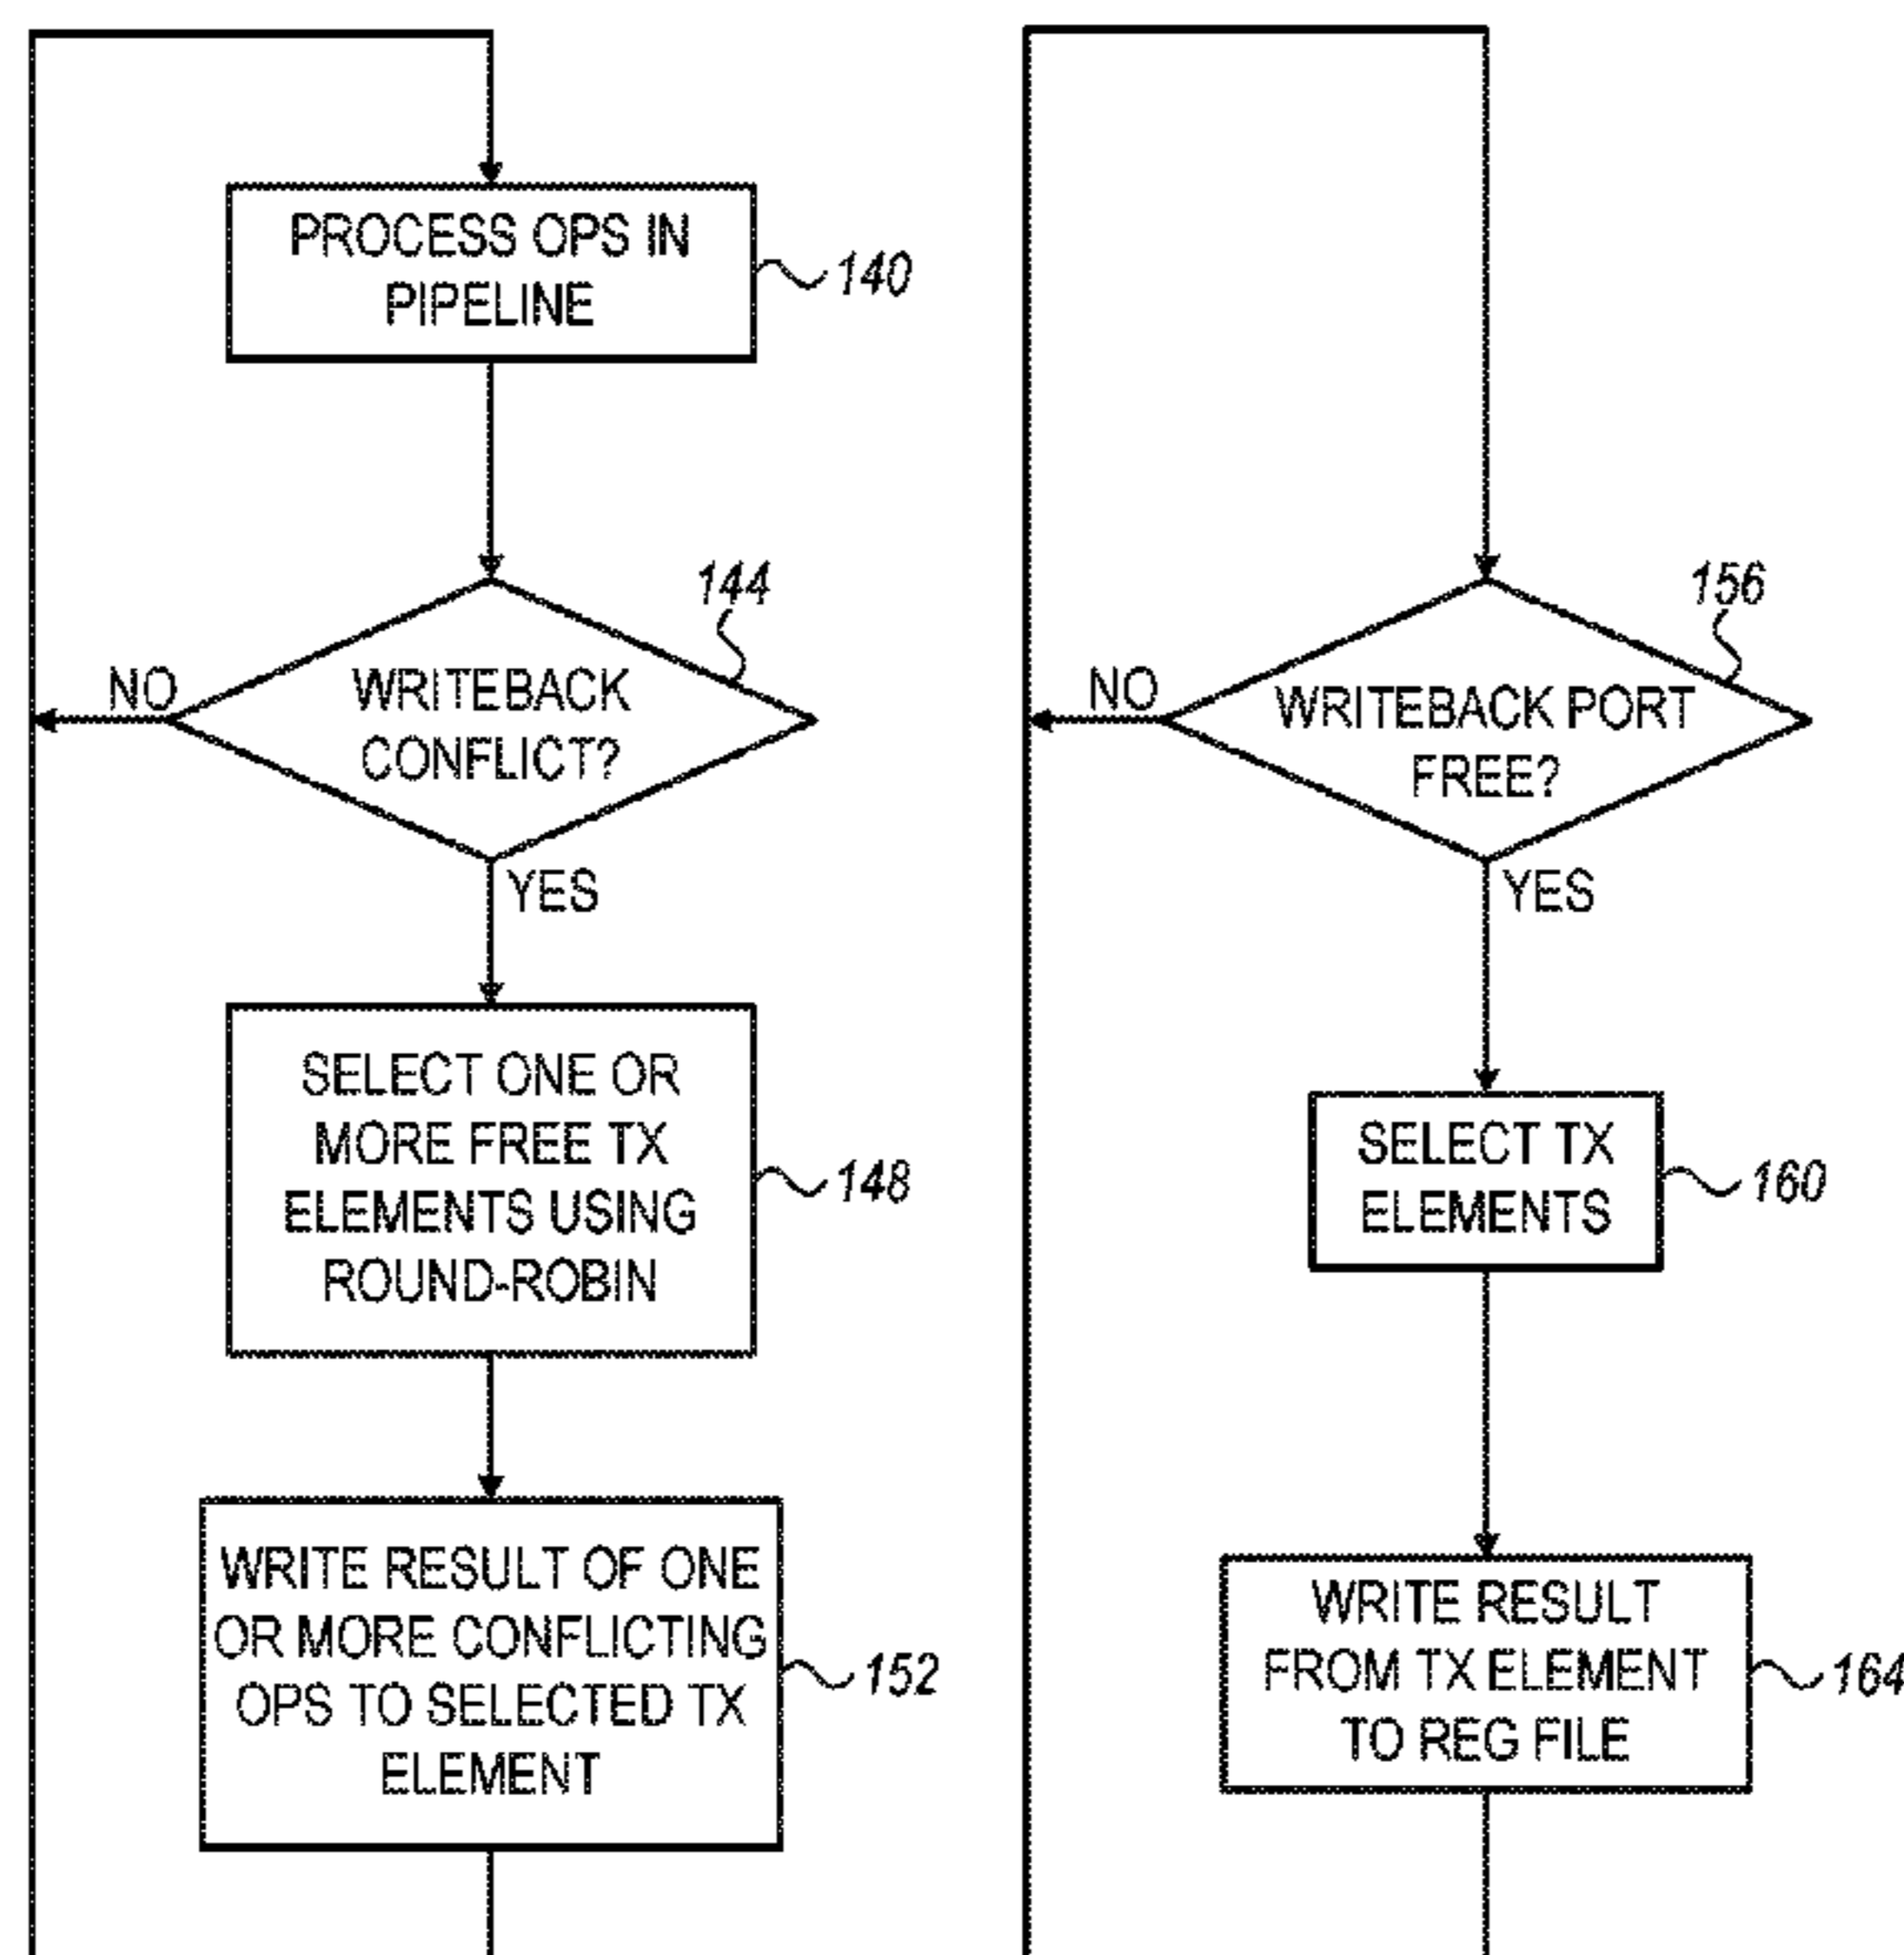 PROCESS OPS IN
PIPELINE
140
144
WRITEBACK
CONFLICT?
NO
YES
SELECT ONE OR
MORE FREE TX
ELEMENTS USING
ROUND-ROBIN
148
WRITE RESULT OF ONE
OR MORE CONFLICTING
OPS TO SELECTED TX
ELEMENT
152
156
WRITEBACK PORT
FREE?
NO
YES
SELECT TX
ELEMENTS
160
WRITE RESULT
FROM TX ELEMENT
TO REG FILE
164